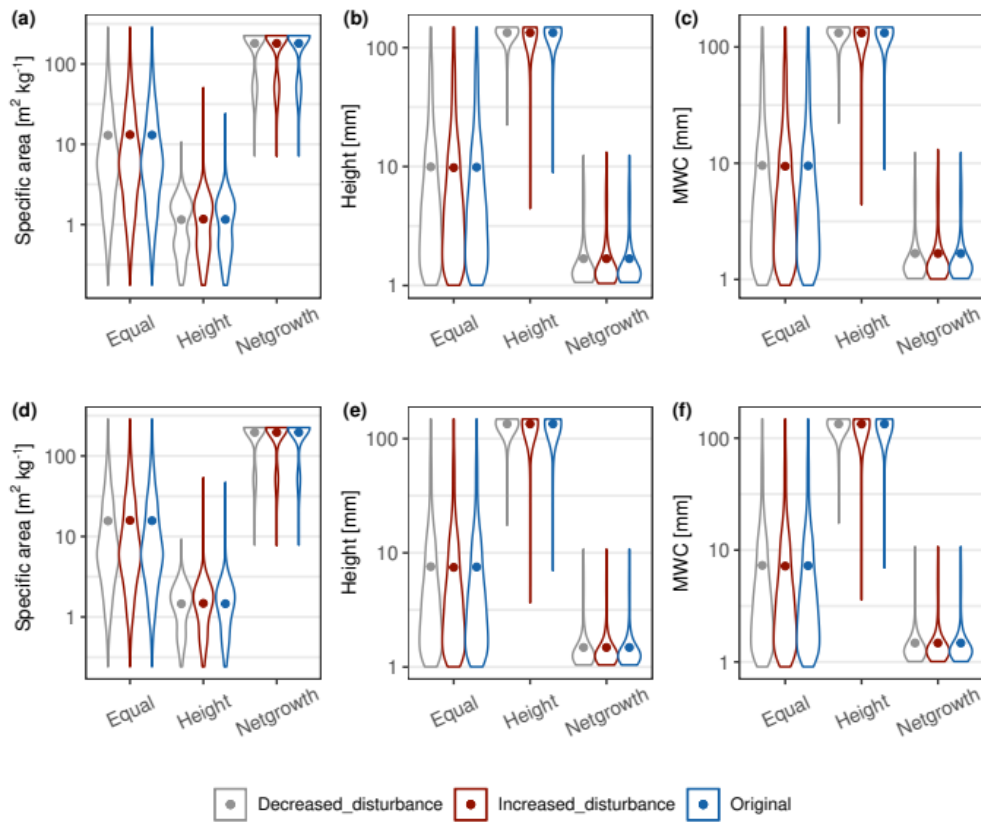 (a)
Specific area [m² kg⁻¹]
100
10
1
Equal
Height
Netgrowth
(b)
Height [mm]
100
10
1
Equal
Height
Netgrowth
(c)
MWC [mm]
100
10
1
Equal
Height
Netgrowth
(d)
Specific area [m² kg⁻¹]
100
10
1
Equal
Height
Netgrowth
(e)
Height [mm]
100
10
1
Equal
Height
Netgrowth
(f)
MWC [mm]
100
10
1
Equal
Height
Netgrowth
Decreased_disturbance
Increased_disturbance
Original